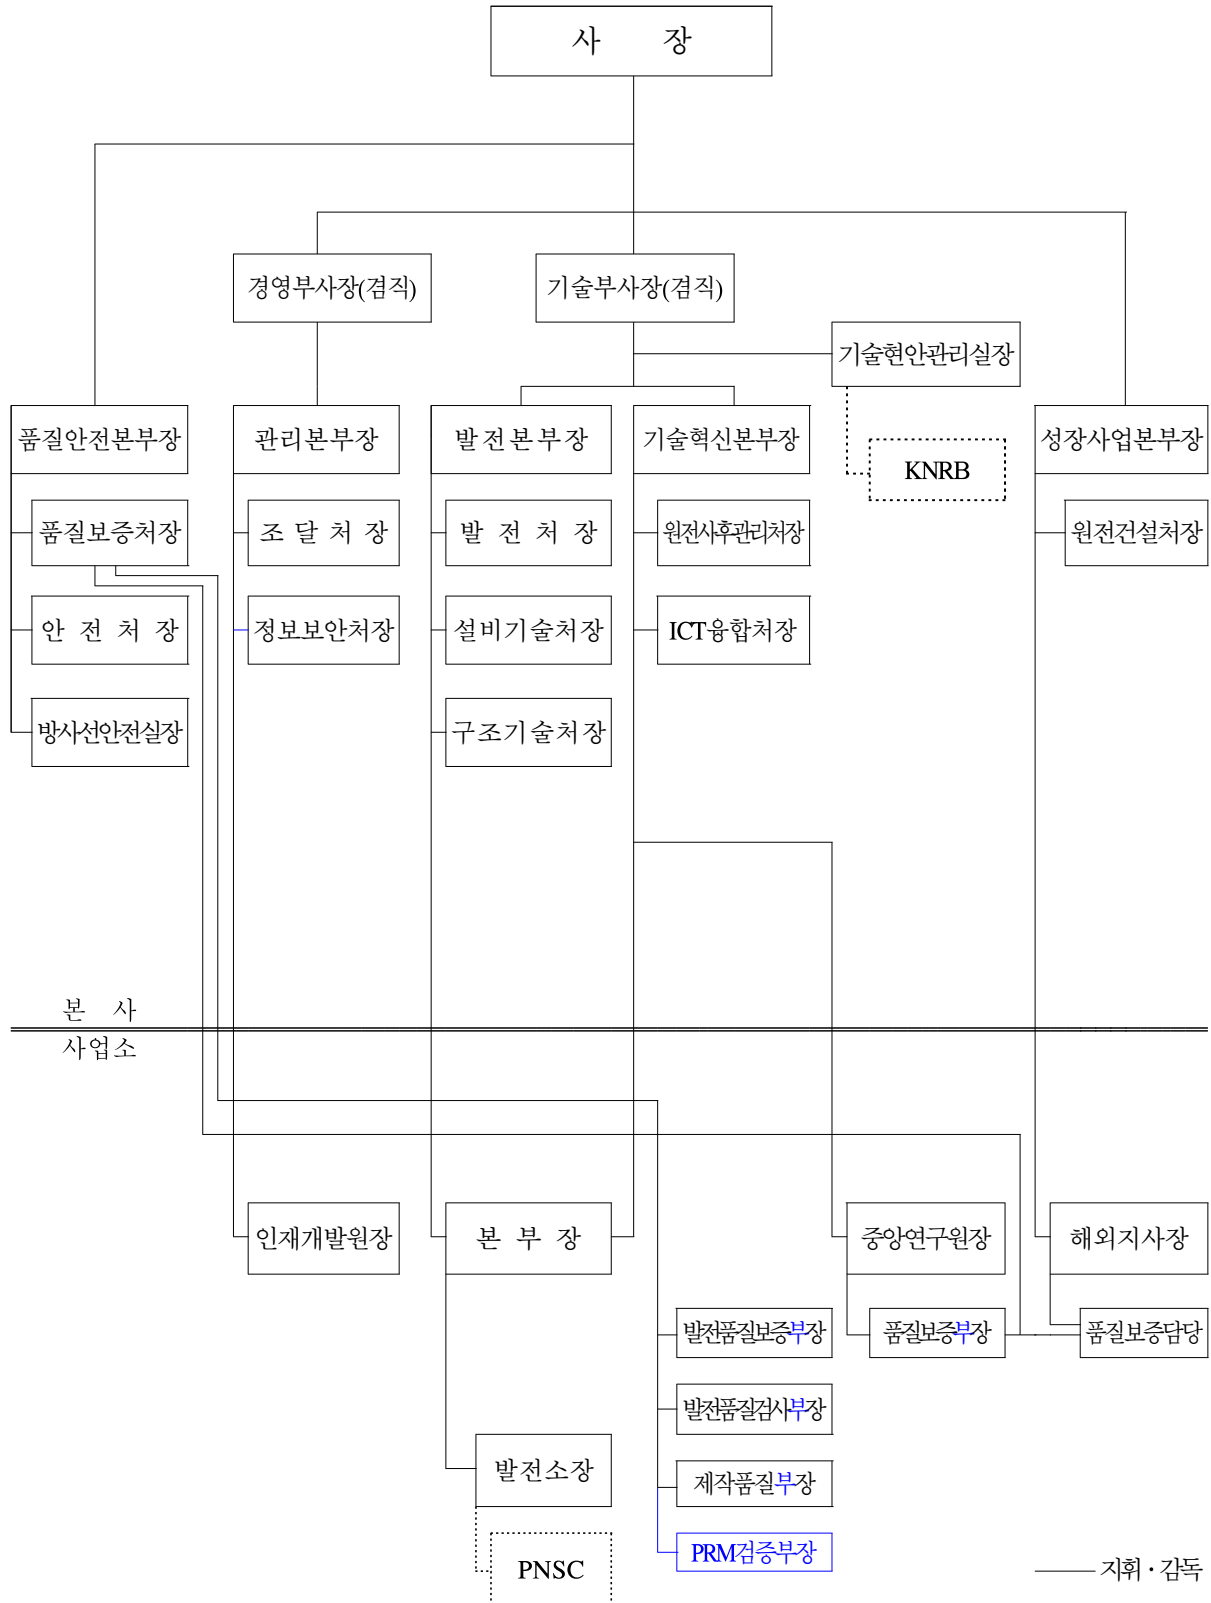 사 장
경영부사장(겸직)
기술부사장(겸직)
기술현안관리실장
품질안전본부장
관리본부장
발전본부장
기술혁신본부장
성장사업본부장
KNRB
품질보증처장
조 달 처 장
발 전 처 장
원전사후관리처장
원전건설처장
안 전 처 장
정보보안처장
설비기술처장
ICT융합처장
방사선안전실장
구조기술처장
본 사
사업소
인재개발원장
본 부 장
중앙연구원장
해외지사장
발전품질보증부장
품질보증부장
품질보증담당
발전품질검사부장
발전소장
제작품질부장
PRM검증부장
PNSC
지휘·감독